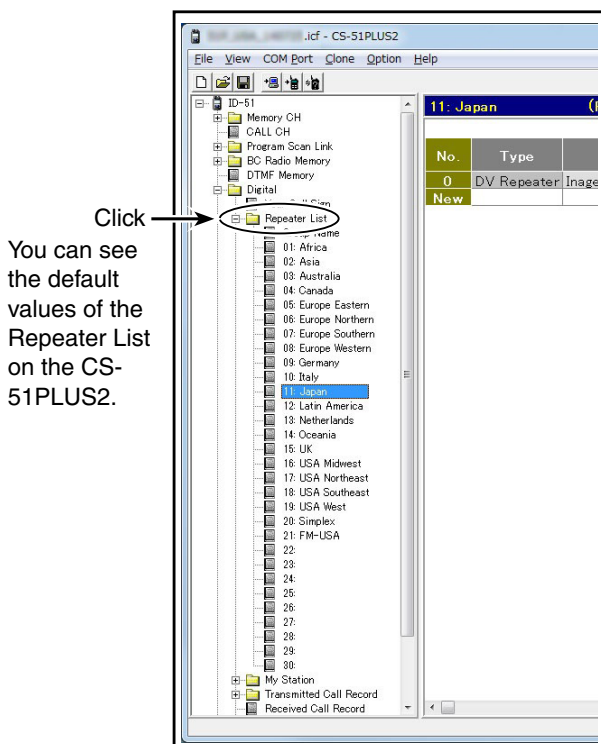 .icf - CS-51PLUS2
File View COM Port Clone Option Help
ID-51
Memory CH
CALL CH
Program Scan Link
BC Radio Memory
DTMF Memory
Digital
Click
Repeater List
You can see
the default
values of the
Repeater List
on the CS-
51PLUS2.
01: Africa
02: Asia
03: Australia
04: Canada
05: Europe Eastern
06: Europe Northern
07: Europe Southern
08: Europe Western
09: Germany
10: Italy
11: Japan
12: Latin America
13: Netherlands
14: Oceania
15: UK
16: USA Midwest
17: USA Northeast
18: USA Southeast
19: USA West
20: Simplex
21: FM-USA
22:
23:
24:
25:
26:
27:
28:
29:
30:
My Station
Transmitted Call Record
Received Call Record
11: Japan
No. Type
0 DV Repeater Inage
New